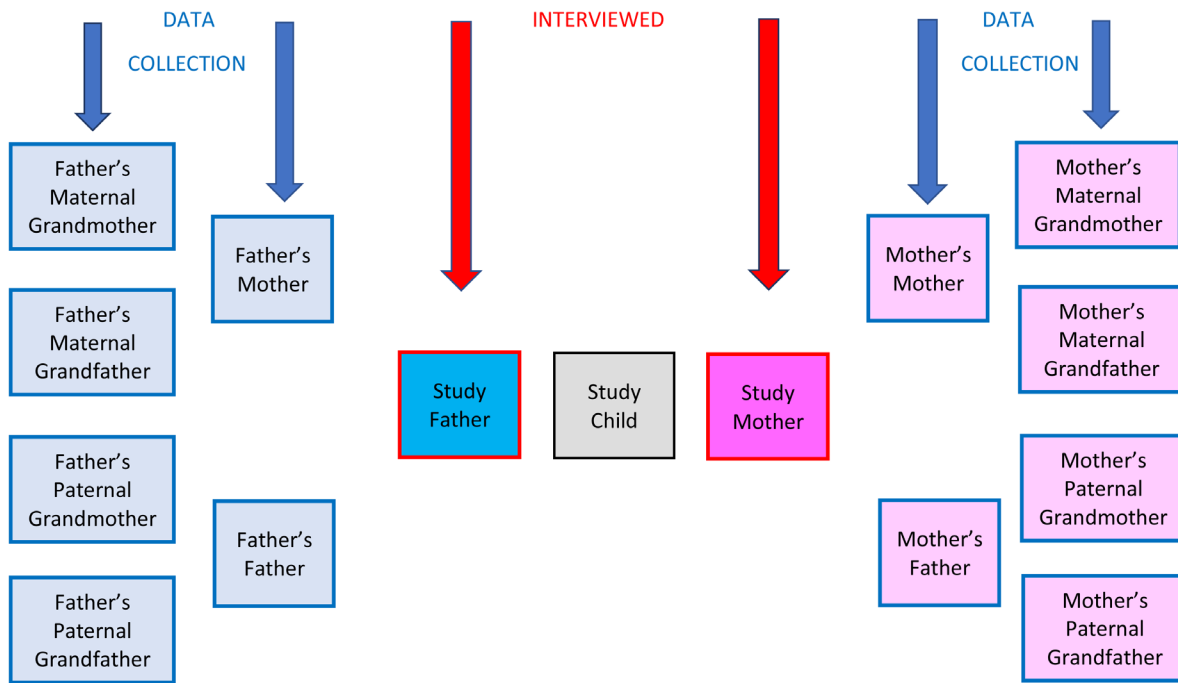 DATA
COLLECTION
INTERVIEWED
DATA
COLLECTION
Father’s
Maternal
Grandmother
Father’s
Mother
Father’s
Maternal
Grandfather
Father’s
Paternal
Grandmother
Father’s
Father
Father’s
Paternal
Grandfather
Study
Father
Study
Child
Study
Mother
Mother’s
Mother
Mother’s
Maternal
Grandmother
Mother’s
Maternal
Grandfather
Mother’s
Father
Mother’s
Paternal
Grandmother
Mother’s
Paternal
Grandfather